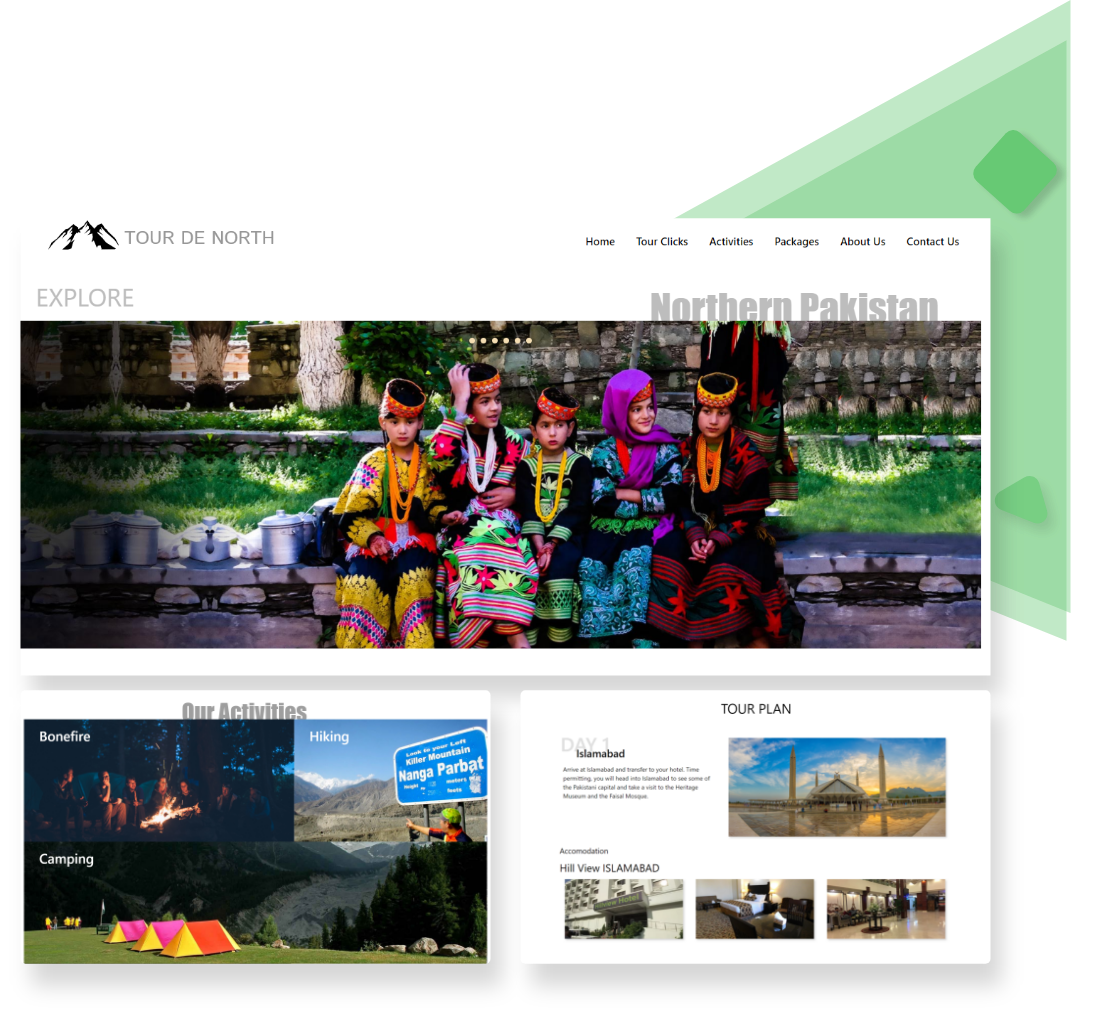 TOUR DE NORTH
Home Tour Clicks Activities Packages About Us Contact Us
EXPLORE
Northern Pakistan
Our Activities
Bonefire
Hiking
Look to your Left
Killer Mountain
Nanga Parbat
Height
meters
feets
Camping
TOUR PLAN
DAY 1
Islamabad
Arrive at Islamabad and transfer to your hotel. Time
permitting, you will head into Islamabad to see some of
the Pakistani capital and take a visit to the Heritage
Museum and the Faisal Mosque.
Accomodation
Hill View ISLAMABAD
Hotel